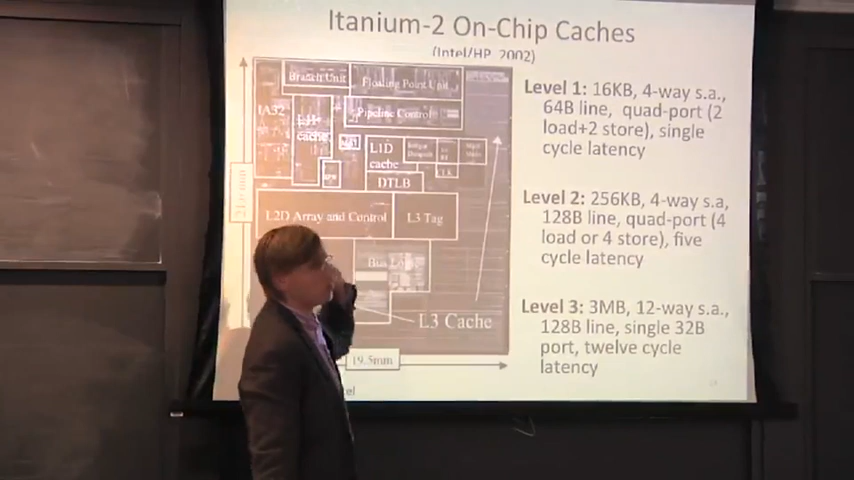 Itanium-2 On-Chip Caches
(Intel/HP, 2002)
Branch Unit
Floating Point Unit
IA32
Pipeline Control
L1I
cache
L1D
cache
DTLB
L2D Array and Control
L3 Tag
Bus
L3 Cache
19.5mm
Level 1: 16KB, 4-way s.a.,
64B line, quad-port (2
load+2 store), single
cycle latency
Level 2: 256KB, 4-way s.a,
128B line, quad-port (4
load or 4 store), five
cycle latency
Level 3: 3MB, 12-way s.a.,
128B line, single 32B
port, twelve cycle
latency